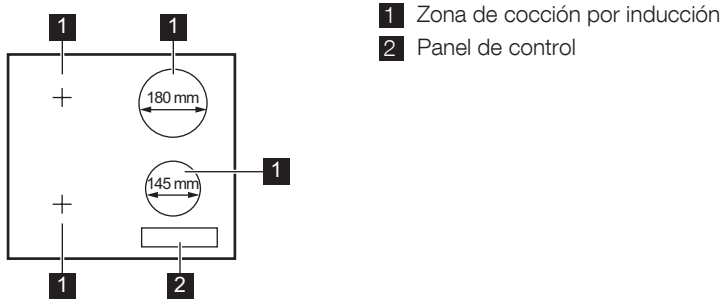 1 Zona de cocción por inducción
2 Panel de control
1 1
180 mm
145 mm
1
1 2